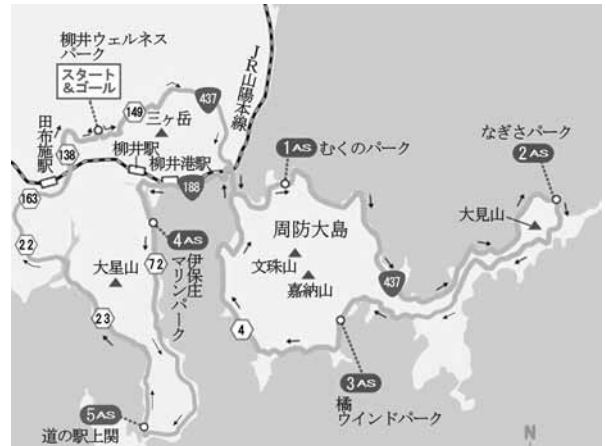 柳井ウェルネス
パーク
スタート
&ゴール
149
三ヶ岳
437
JR山陽本線
田布施駅
138
柳井駅
柳井港駅
188
163
22
大星山
23
72
4AS
伊保庄
マリンパーク
5AS
道の駅上関
1AS むくのパーク
周防大島
文珠山
嘉納山
4
437
なぎさパーク
2AS
大見山
3AS
橘
ウインドパーク
N